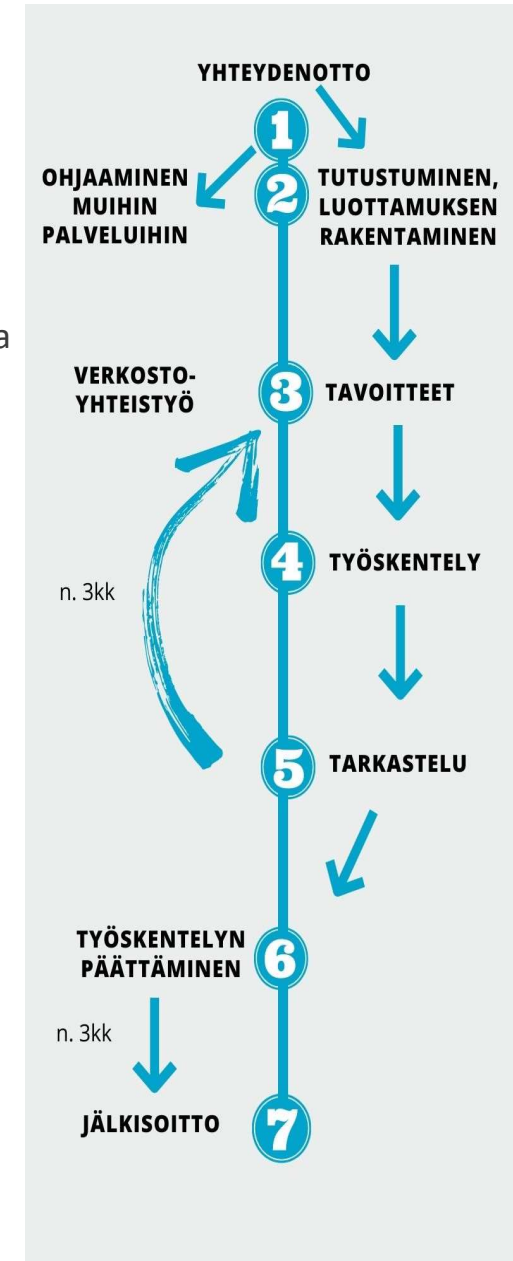 YHTEYDENOTTO
1
OHJAAMINEN
MUIHIN
PALVELUIHIN
2
TUTUSTUMINEN,
LUOTTAMUKSEN
RAKENTAMINEN
a
VERKOSTO-
YHTEISTYÖ
3
TAVOITTEET
4
TYÖSKENTELY
n. 3kk
5
TARKASTELU
TYÖSKENTELYN
PÄÄTTÄMINEN
6
n. 3kk
JÄLKISOITTO
7